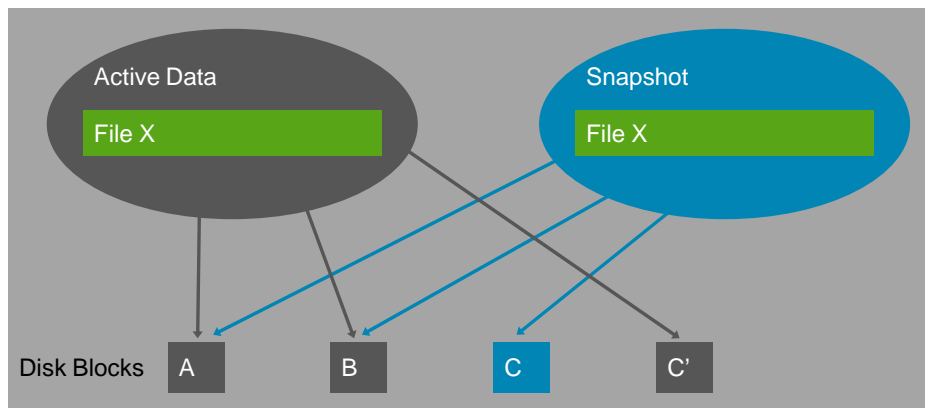 Active Data
Snapshot
File X
File X
Disk Blocks
A
B
C
C’